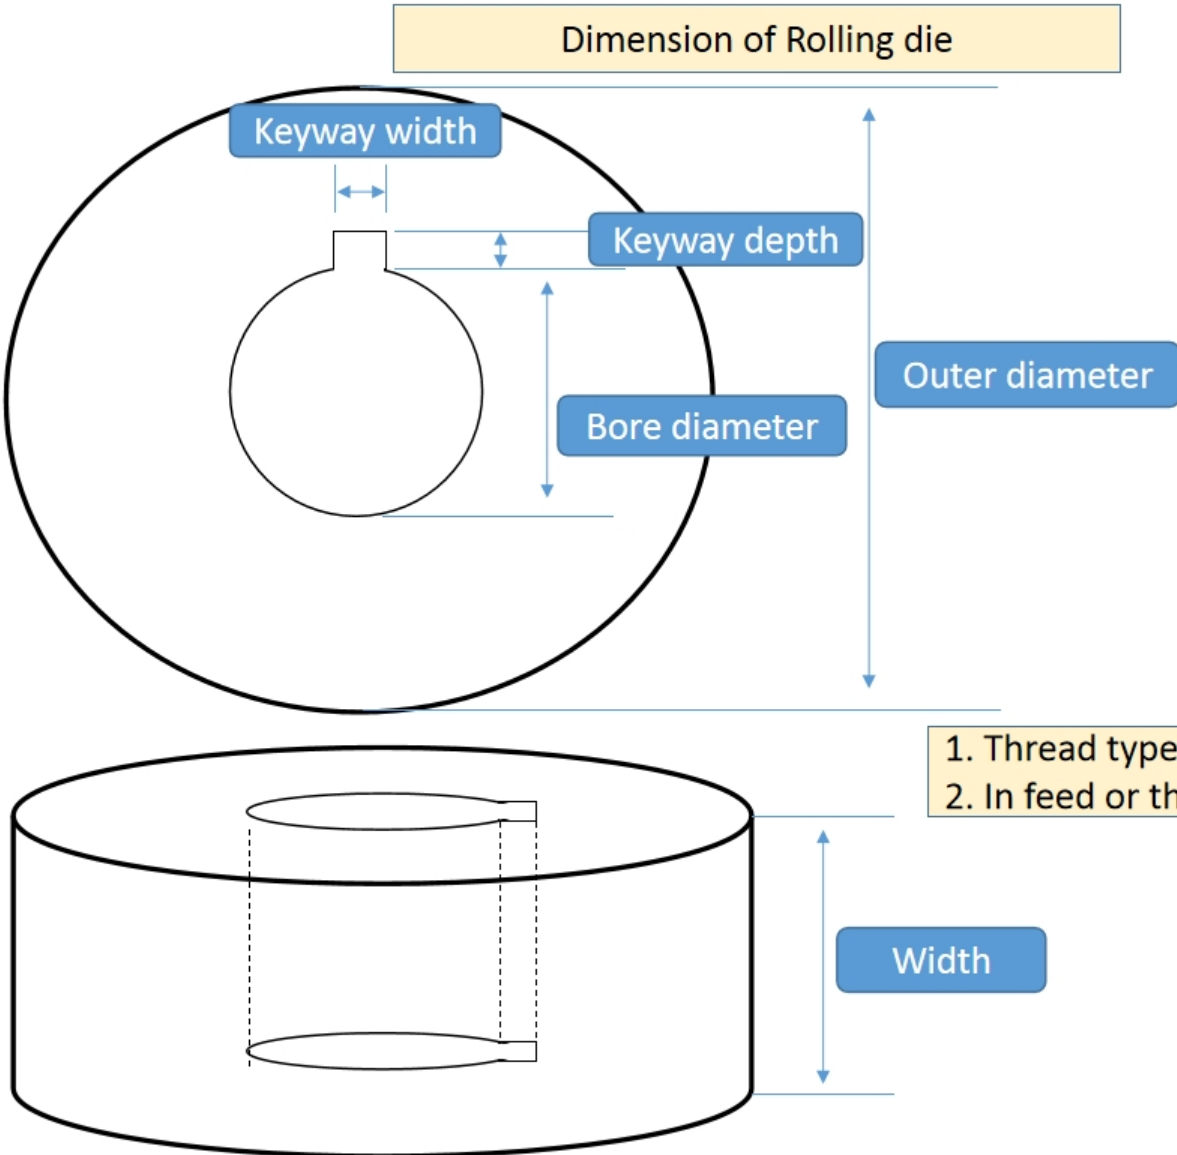 Dimension of Rolling die
Keyway width
Keyway depth
Outer diameter
Bore diameter
1. Thread type
2. In feed or th
Width